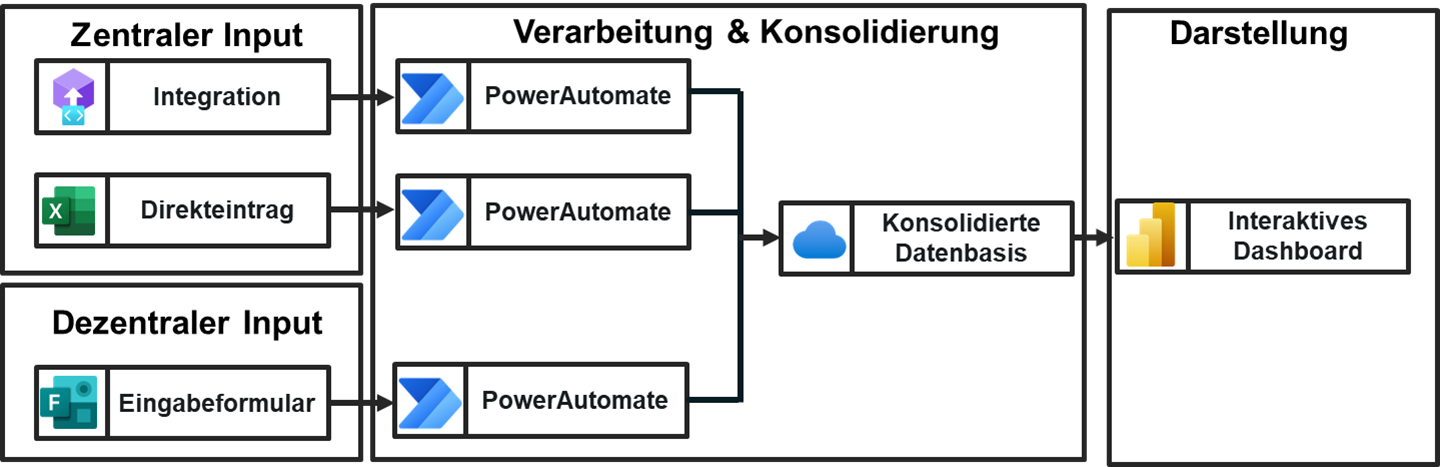 Zentraler Input
Integration
X
Direkteintrag
Dezentraler Input
F
Eingabeformular
Verarbeitung & Konsolidierung
PowerAutomate
PowerAutomate
PowerAutomate
Konsolidierte
Datenbasis
Darstellung
Interaktives
Dashboard